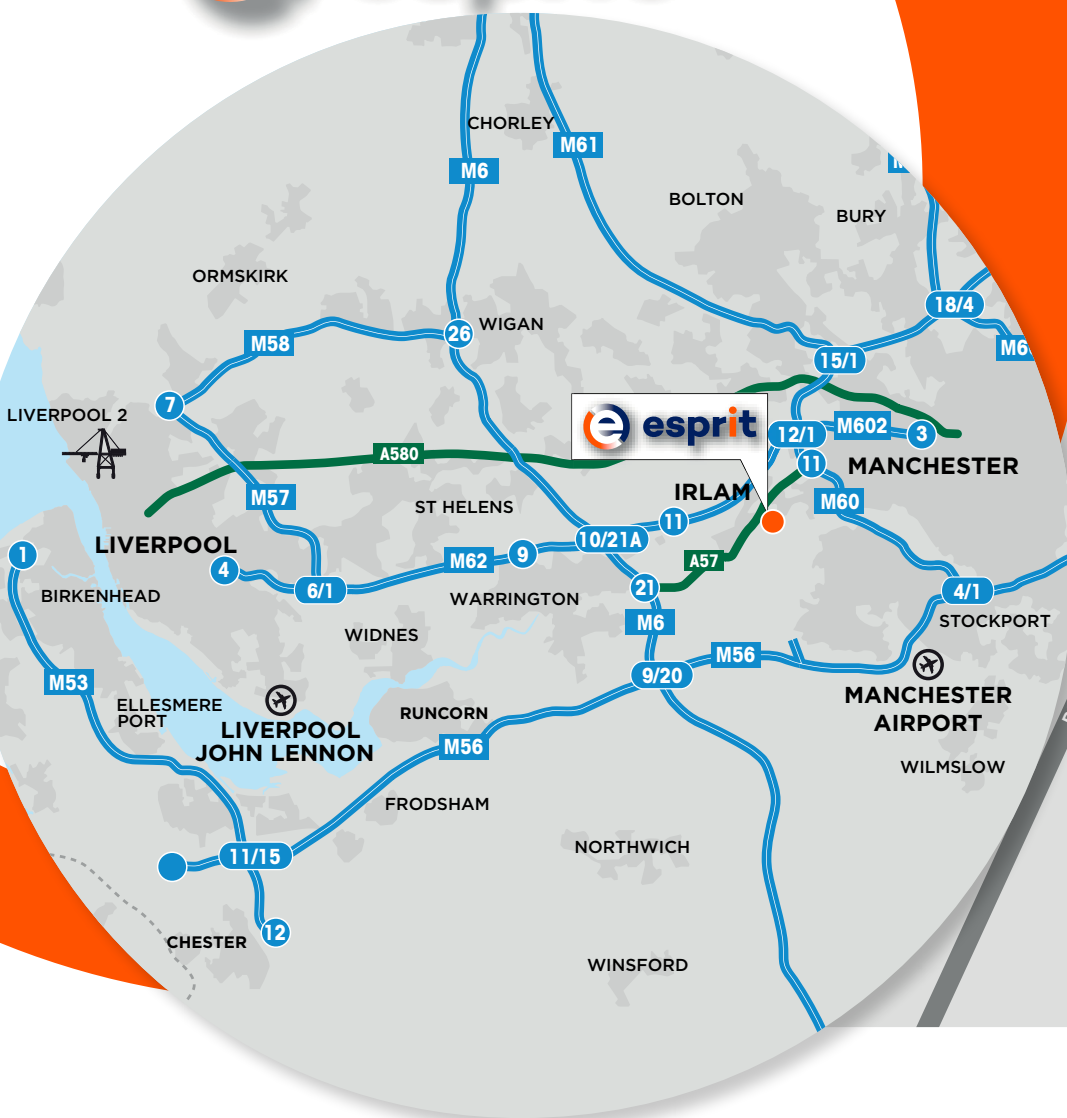 CHORLEY
M61
M6
BOLTON
BURY
ORMSKIRK
18/4
26
WIGAN
M58
15/1
7
LIVERPOOL 2
esprit
12/1
M602
3
A580
11
MANCHESTER
M57
IRLAM
M60
ST HELENS
11
10/21A
LIVERPOOL
1
9
M62
A57
4
6/1
21
4/1
BIRKENHEAD
WARRINGTON
STOCKPORT
M6
WIDNES
M56
9/20
M53
MANCHESTER
AIRPORT
ELLESMERE
PORT
RUNCORN
LIVERPOOL
JOHN LENNON
M56
WILMSLOW
FRODSHAM
NORTHWICH
11/15
12
CHESTER
WINSFORD